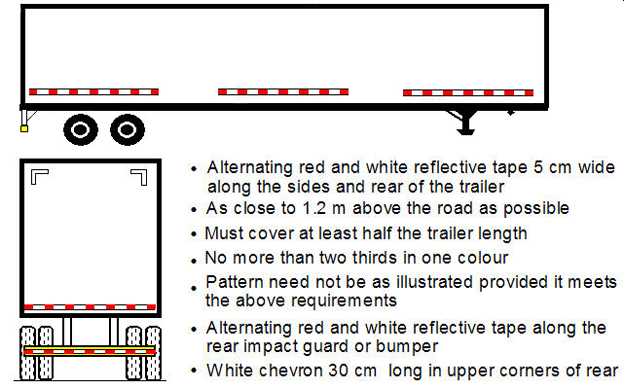 • Alternating red and white reflective tape 5 cm wide
along the sides and rear of the trailer
• As close to 1.2 m above the road as possible
• Must cover at least half the trailer length
• No more than two thirds in one colour
• Pattern need not be as illustrated provided it meets
the above requirements
• Alternating red and white reflective tape along the
rear impact guard or bumper
• White chevron 30 cm long in upper corners of rear